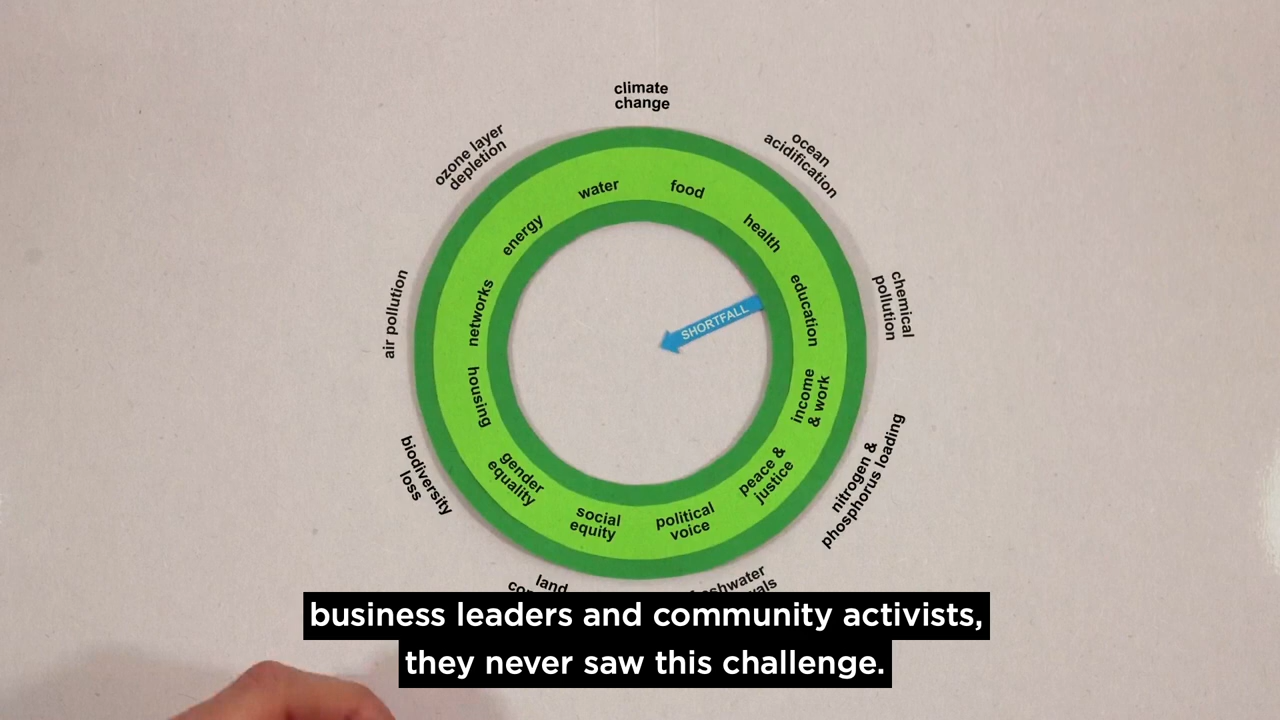 climate
change
ozone layer
depletion
ocean
acidification
water
food
energy
health
air pollution
networks
education
chemical
pollution
SHORTFALL
housing
income
& work
biodiversity
loss
gender
equality
peace &
justice
nitrogen &
phosphorus loading
social
equity
political
voice
land
business leaders and community activists,
they never saw this challenge.